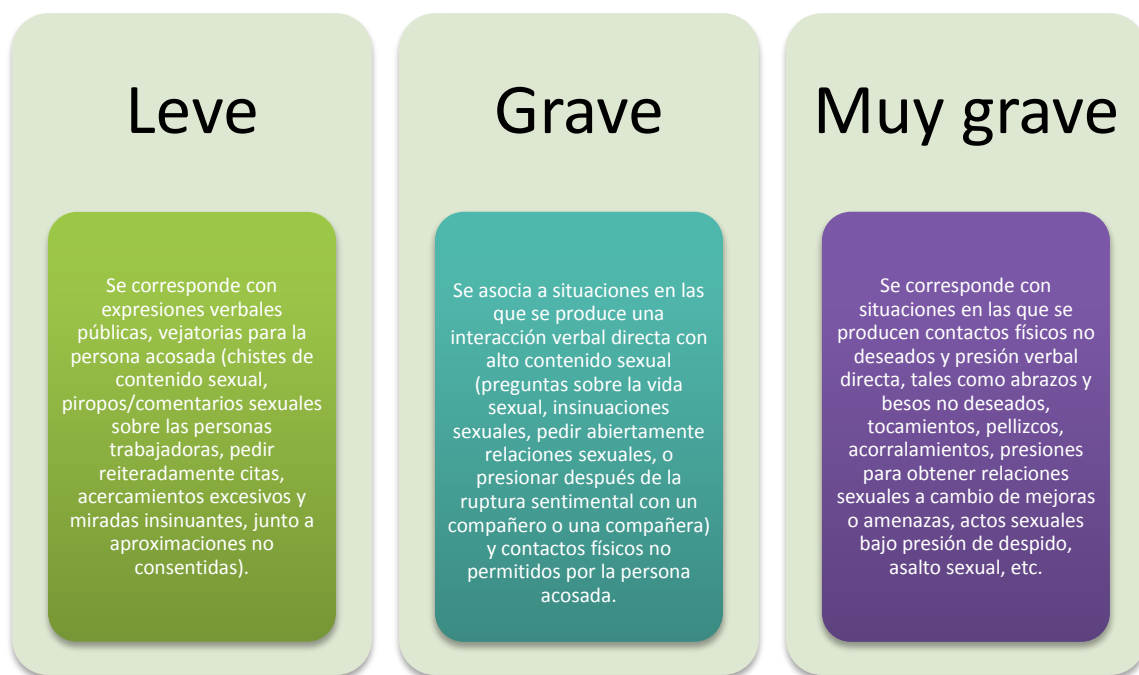 Leve
Se corresponde con
expresiones verbales
públicas, vejatorias para la
persona acosada (chistes de
contenido sexual,
piropos/comentarios sexuales
sobre las personas
trabajadoras, pedir
reiteradamente citas,
acercamientos excesivos y
miradas insinuantes, junto a
aproximaciones no
consentidas).
Grave
Se asocia a situaciones en las
que se produce una
interacción verbal directa con
alto contenido sexual
(preguntas sobre la vida
sexual, insinuaciones
sexuales, pedir abiertamente
relaciones sexuales, o
presionar después de la
ruptura sentimental con un
compañero o una compañera)
y contactos físicos no
permitidos por la persona
acosada.
Muy grave
Se corresponde con
situaciones en las que se
producen contactos físicos no
deseados y presión verbal
directa, tales como abrazos y
besos no deseados,
tocamientos, pellizcos,
acorralamientos, presiones
para obtener relaciones
sexuales a cambio de mejoras
o amenazas, actos sexuales
bajo presión de despido,
asalto sexual, etc.